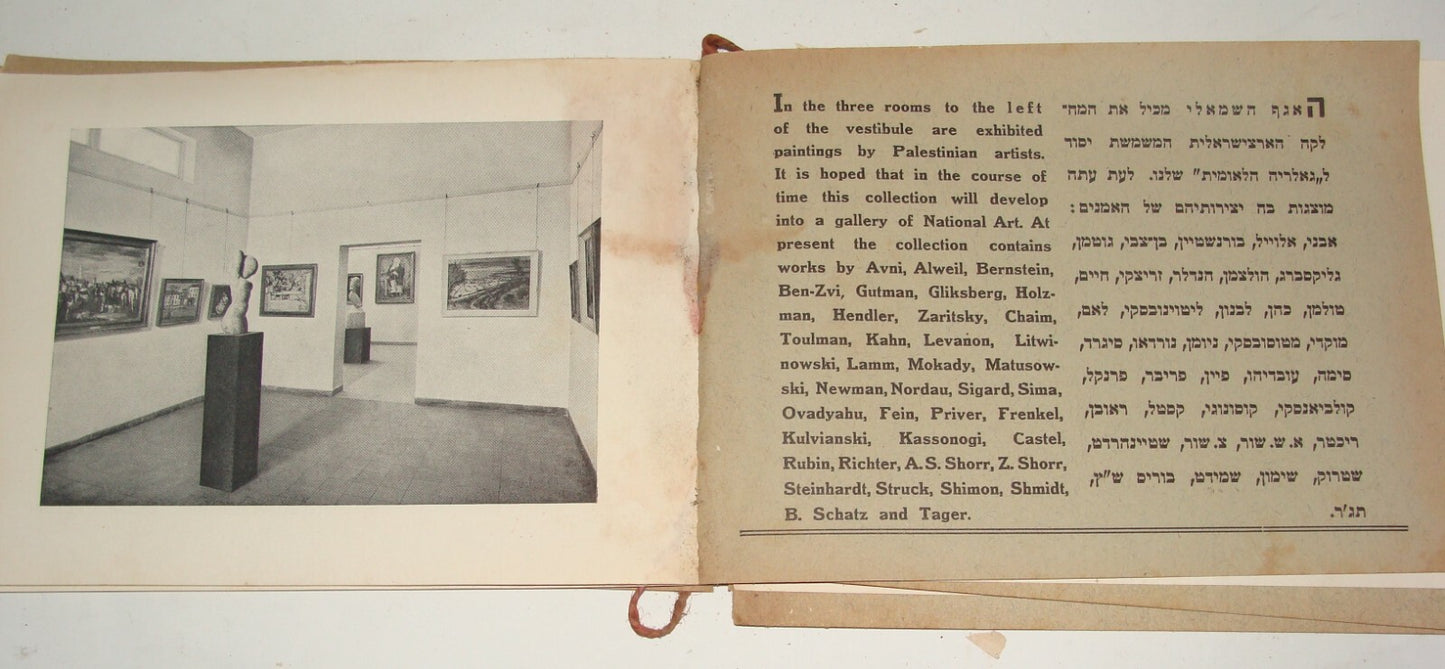 In the three rooms to the left
of the vestibule are exhibited
paintings by Palestinian artists.
It is hoped that in the course of
time this collection will develop
into a gallery of National Art. At
present the collection contains
works by Avni, Alweil, Bernstein,
Ben-Zvi, Gutman, Gliksberg, Holz-
man, Hendler, Zaritsky, Chaim,
Toulman, Kahn, Levanon, Litwi-
nowski, Lamm, Mokady, Matusow-
ski, Newman, Nordau, Sigard, Sima,
Ovadyahu, Fein, Priver, Frenkel,
Kulvianski, Kassonogi, Castel,
Rubin, Richter, A. S. Shorr, Z. Shorr,
Steinhardt, Struck, Shimon, Shmidt,
B. Schatz and Tager.
האגף השמאלי מכיל את המח־
לקה הארצישראלית המשמשת יסוד
ל„גאלריה הלאומית" שלנו. לעת עתה
מוצגות בה יצירותיהם של האמנים:
אבני, אלוייל, בורנשטיין, בן־צבי, גוטמן,
גליקסברג, הולצמן, הנדלר, זריצקי, חיים,
טולמן, כהן, לבנון, ליטוינובסקי, לאם,
מוקדי, מטוסובסקי, ניומן, נורדאו, סיגרד,
סימה, עובדיהו, פיין, פריבר, פרנקל,
קולביאנסקי, קוסונוגי, קסטל, ראובן,
ריכטר, א. ש. שור, צ. שור, שטיינהרדט,
שטרוק, שימון, שמידט, בוריס ש"ץ,
תג'ר.